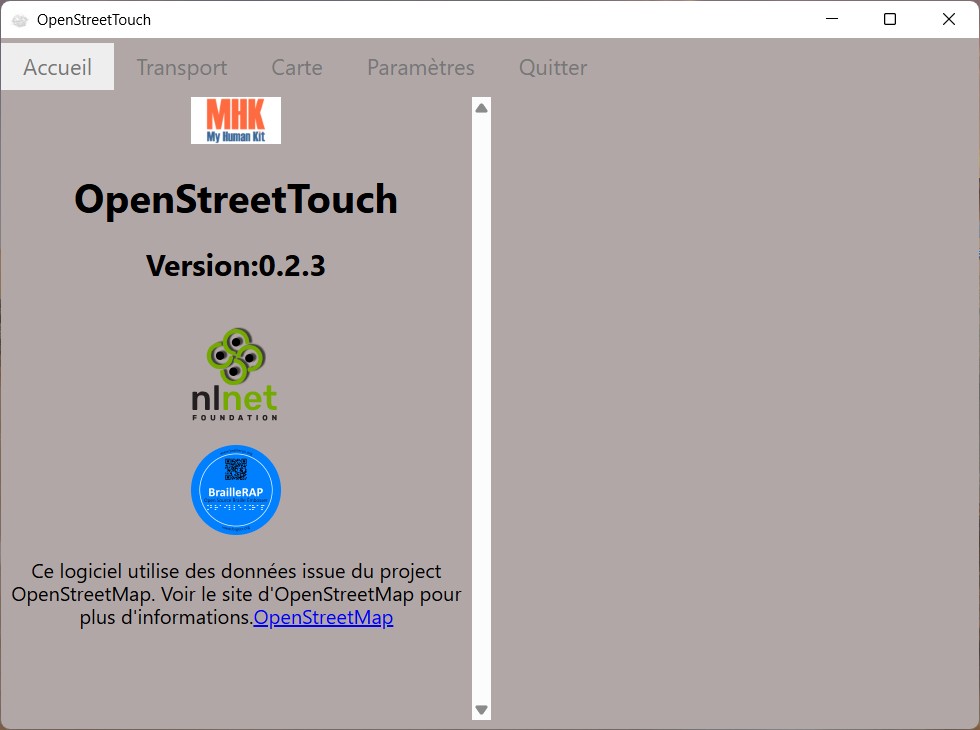 OpenStreetTouch
Accueil Transport Carte Paramètres Quitter
MHK
My Human Kit
OpenStreetTouch
Version:0.2.3
nlnet
FOUNDATION
BrailleRAP
Ce logiciel utilise des données issue du project
OpenStreetMap. Voir le site d'OpenStreetMap pour
plus d'informations.OpenStreetMap